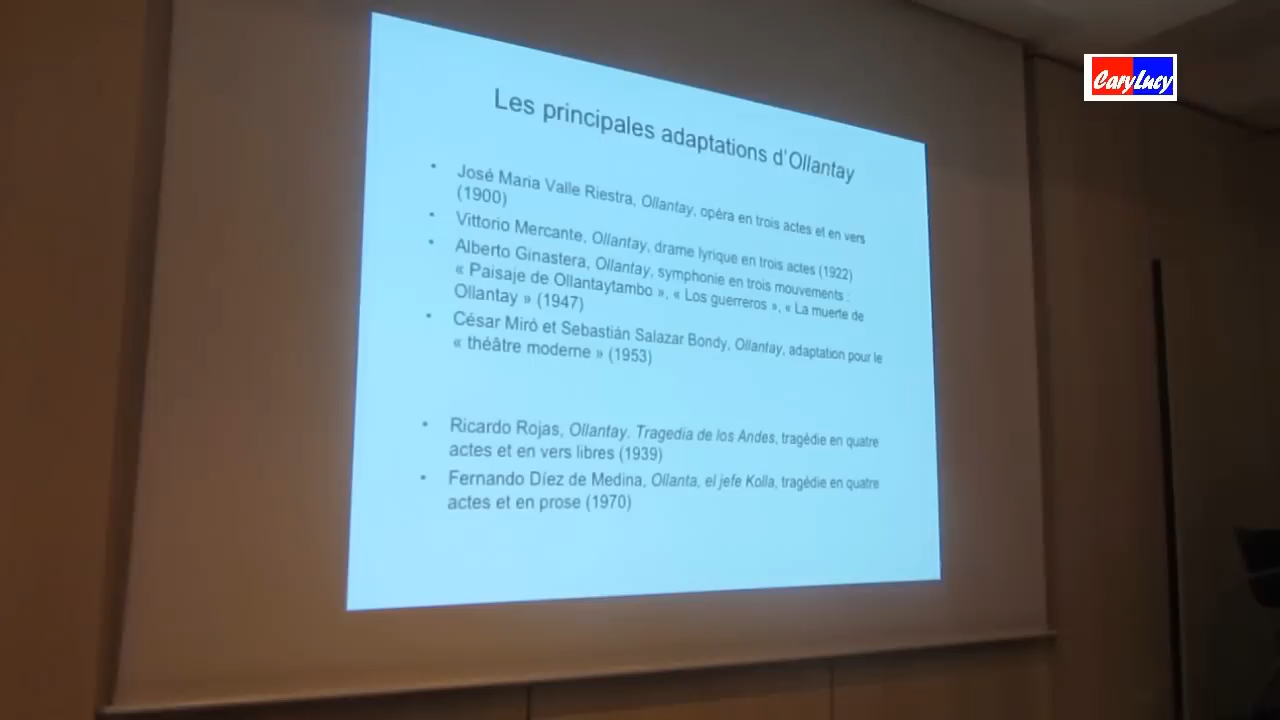 CaryLucy
Les principales adaptations d'Ollantay
• José Maria Valle Riestra, Ollantay, opéra en trois actes et en vers
(1900)
• Vittorio Mercante, Ollantay, drame lyrique en trois actes (1922)
• Alberto Ginastera, Ollantay, symphonie en trois mouvements :
« Paisaje de Ollantaytambo », « Los guerreros », « La muerte de
Ollantay » (1947)
• César Miró et Sebastián Salazar Bondy, Ollantay, adaptation pour le
« théâtre moderne » (1953)
• Ricardo Rojas, Ollantay. Tragedia de los Andes, tragédie en quatre
actes et en vers libres (1939)
• Fernando Díez de Medina, Ollanta, el jefe Kolla, tragédie en quatre
actes et en prose (1970)